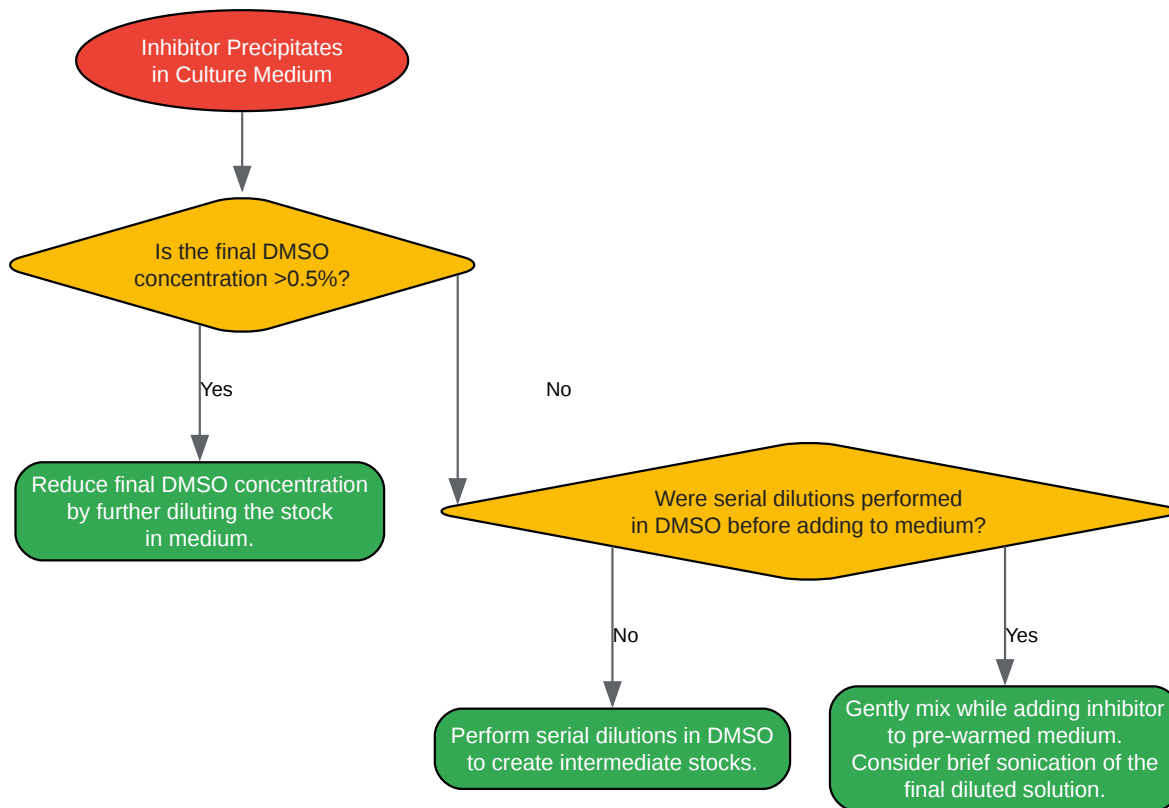 Inhibitor Precipitates
in Culture Medium
Is the final DMSO
concentration >0.5%?
Yes
No
Reduce final DMSO concentration
by further diluting the stock
in medium.
Were serial dilutions performed
in DMSO before adding to medium?
No
Yes
Perform serial dilutions in DMSO
to create intermediate stocks.
Gently mix while adding inhibitor
to pre-warmed medium.
Consider brief sonication of the
final diluted solution.